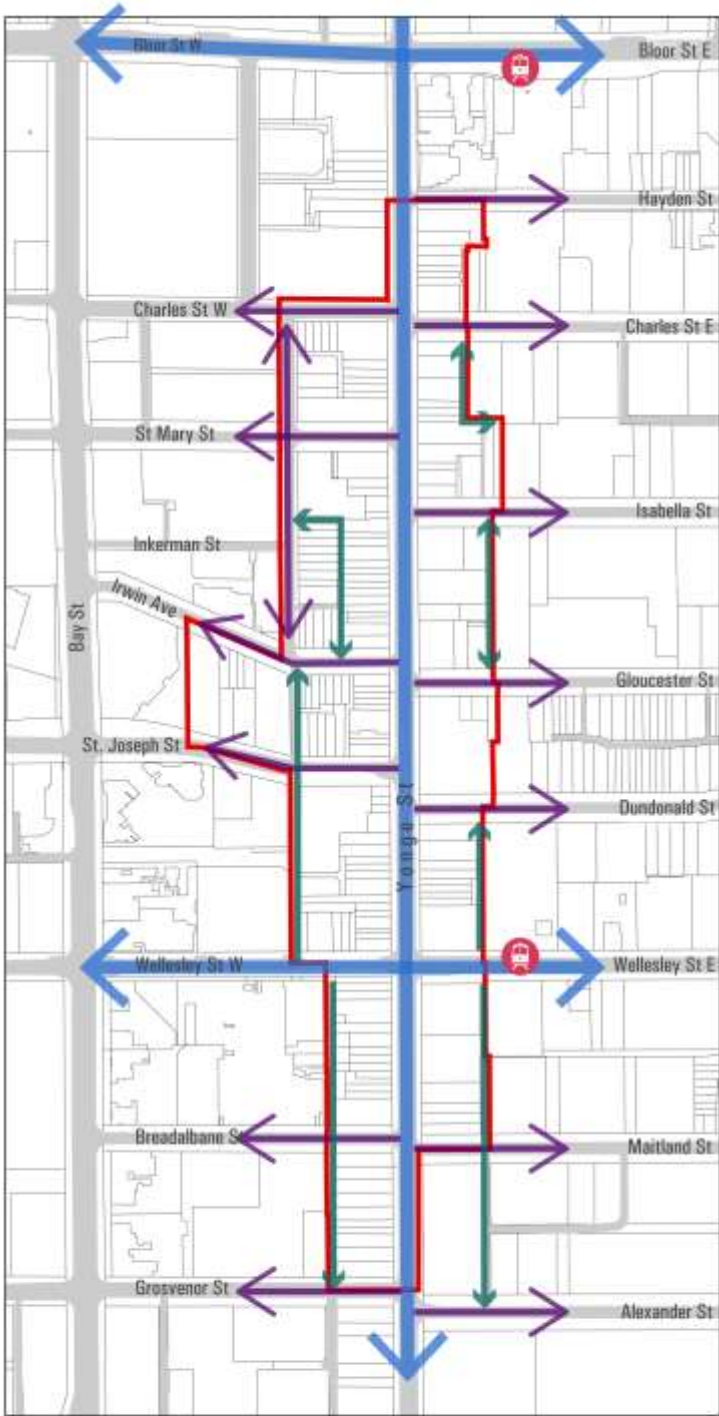 Bloor St W
Bloor St E
Hayden St
Charles St W
Charles St E
St Mary St
Isabella St
Inkerman St
Irwin Ave
Bay St
Gloucester St
St. Joseph St
Yonge St
Dundonald St
Wellesley St W
Wellesley St E
Breadalbane St
Maitland St
Grosvenor St
Alexander St